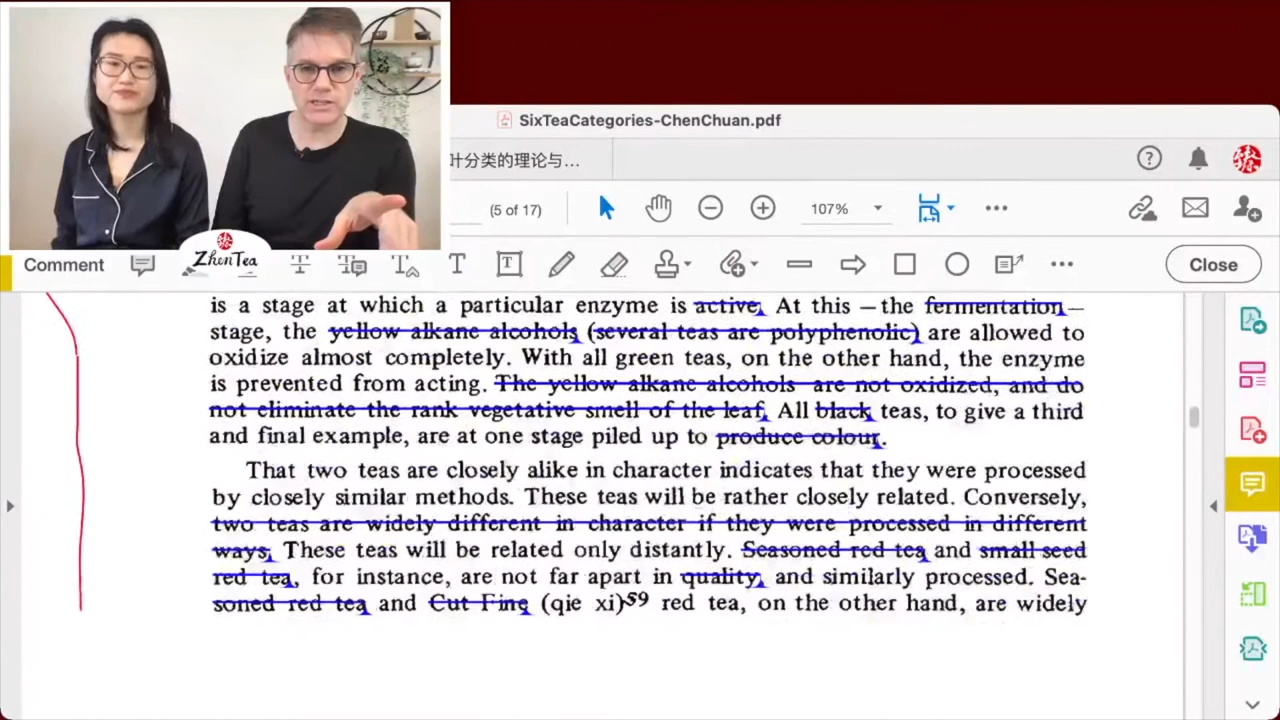 SixTeaCategories-ChenChuan.pdf
叶分类的理论与...
(5 of 17)
107%
ZhenTea
Comment
Close
is a stage at which a particular enzyme is active. At this —the fermentation—
stage, the yellow alkane alcohols (several teas are polyphenolic) are allowed to
oxidize almost completely. With all green teas, on the other hand, the enzyme
is prevented from acting. The yellow alkane alcohols are not oxidized, and do
not eliminate the rank vegetative smell of the leaf. All black teas, to give a third
and final example, are at one stage piled up to produce colour.
That two teas are closely alike in character indicates that they were processed
by closely similar methods. These teas will be rather closely related. Conversely,
two teas are widely different in character if they were processed in different
ways. These teas will be related only distantly. Seasoned red tea and small seed
red tea, for instance, are not far apart in quality, and similarly processed. Sea-
soned red tea and Cut Fine (qie xi)59 red tea, on the other hand, are widely